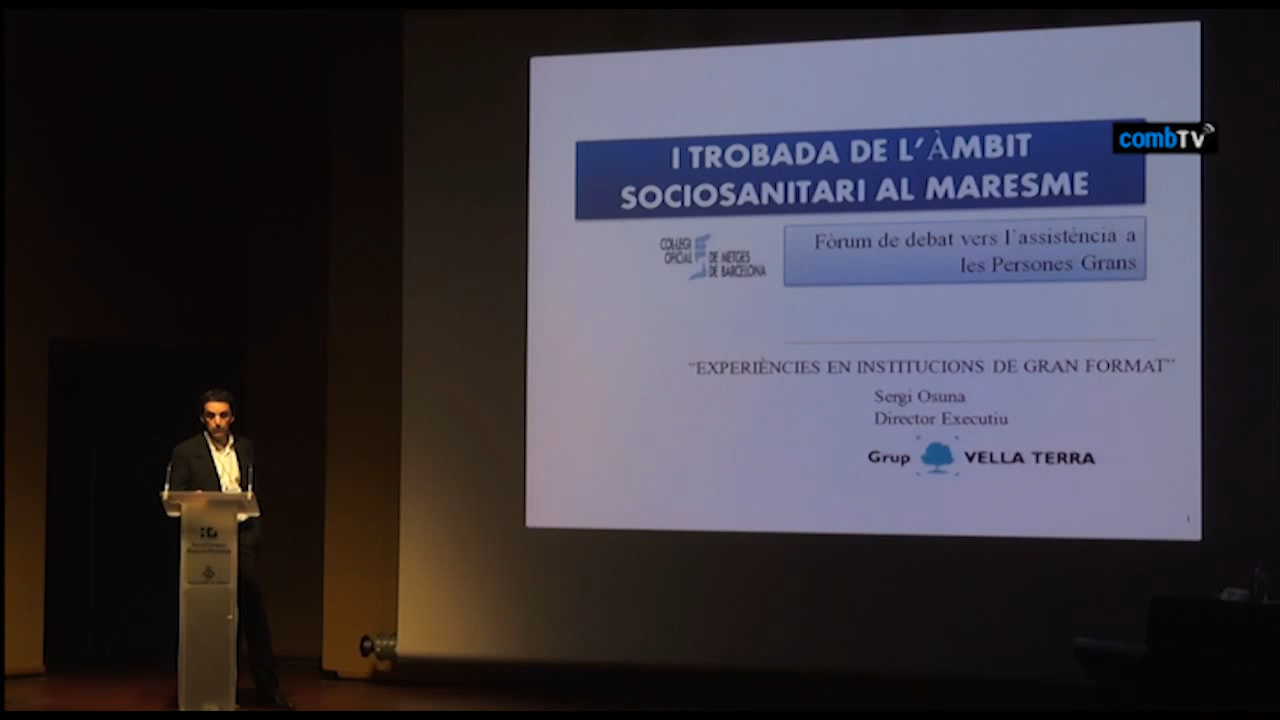 combTV
I TROBADA DE L'ÀMBIT
SOCIOSANITARI AL MARESME
COL·LEGI
OFICIAL
DE METGES
DE BARCELONA
Fòrum de debat vers l'assistència a
les Persones Grans
"EXPERIÈNCIES EN INSTITUCIONS DE GRAN FORMAT"
Sergi Osuna
Director Executiu
Grup VELLA TERRA
1